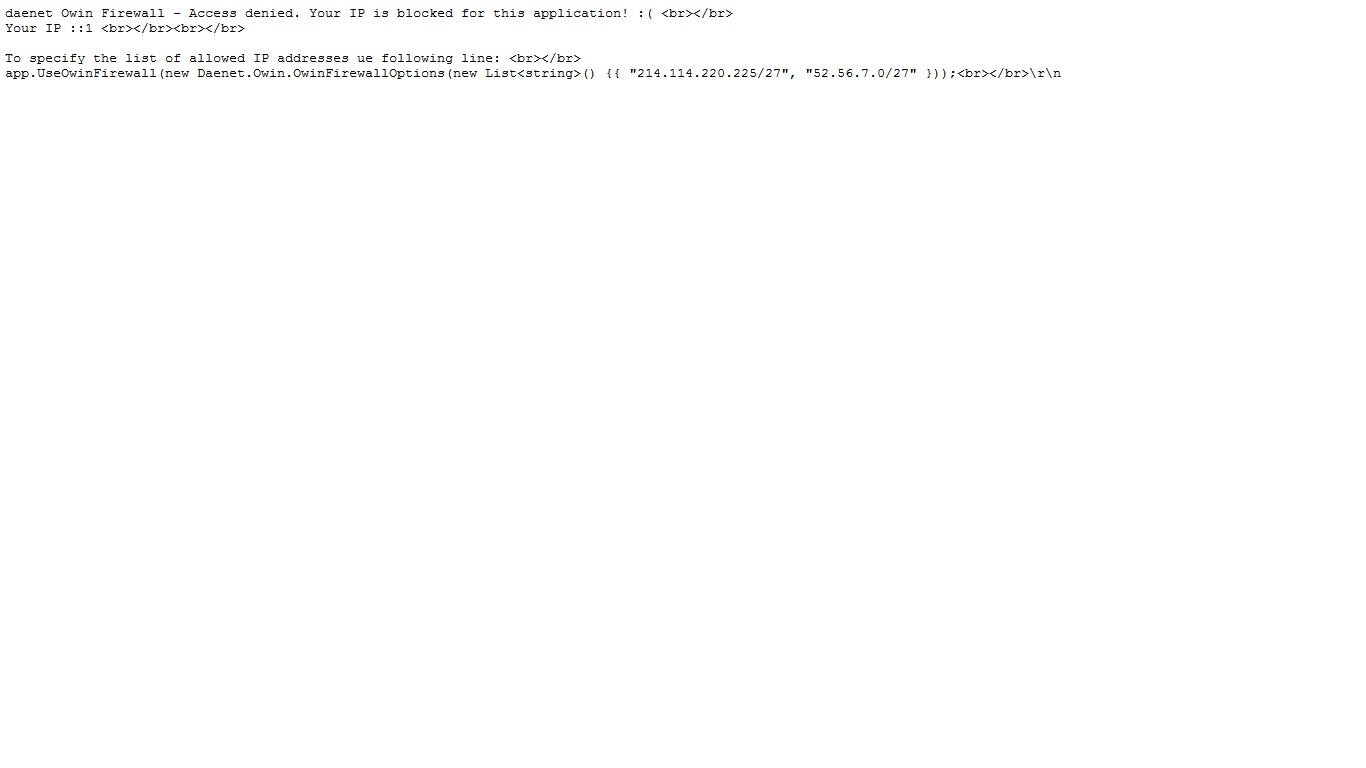 daenet Owin Firewall - Access denied. Your IP is blocked for this application! :( <br></br>
Your IP ::1 <br></br><br></br>
To specify the list of allowed IP addresses ue following line: <br></br>
app.UseOwinFirewall(new Daenet.Owin.OwinFirewallOptions(new List<string>() {{ "214.114.220.225/27", "52.56.7.0/27" }));<br></br>\r\n